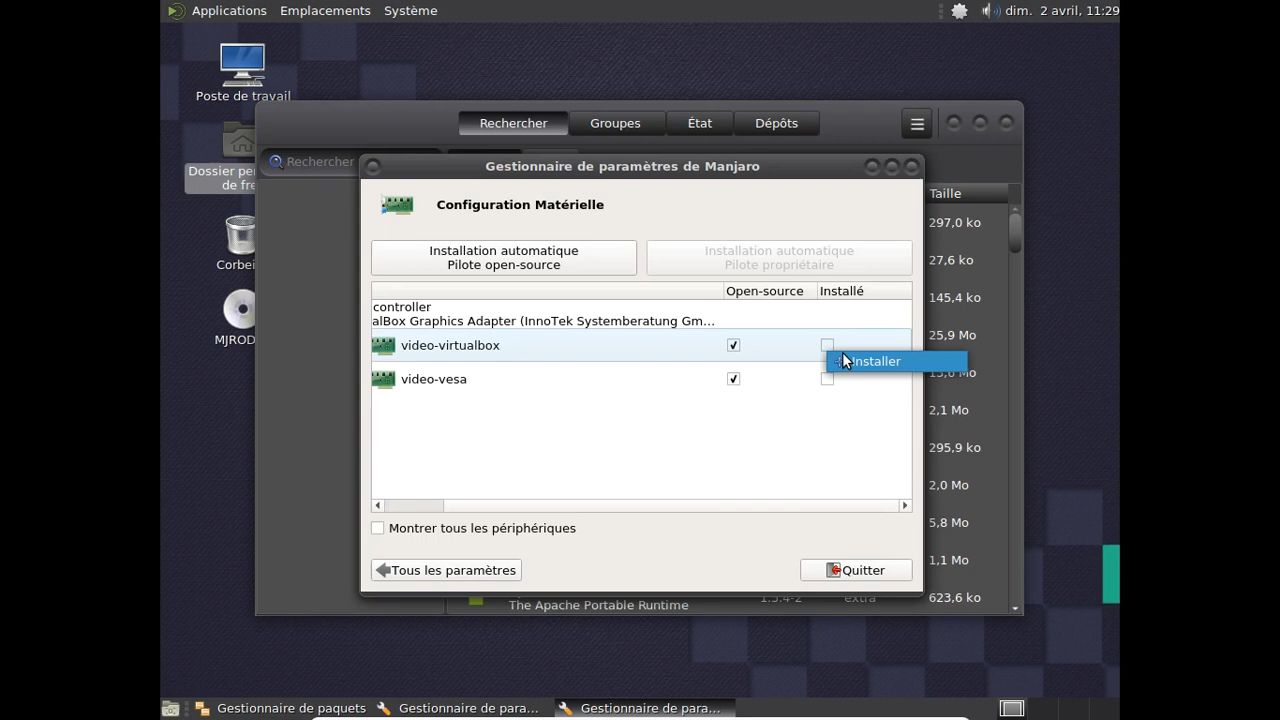 Applications Emplacements Système dim. 2 avril, 11:29
Poste de travail
Rechercher Groupes État Dépôts
Rechercher
Gestionnaire de paramètres de Manjaro
Dossier pe
de fre
Taille
Configuration Matérielle
297,0 ko
Installation automatique
Pilote open-source
Installation automatique
Pilote propriétaire
27,6 ko
Corbei
Open-source Installé
145,4 ko
controller
alBox Graphics Adapter (InnoTek Systemberatung Gm...
25,9 Mo
MJROD
video-virtualbox
Installer
video-vesa
2,1 Mo
295,9 ko
2,0 Mo
5,8 Mo
Montrer tous les périphériques
1,1 Mo
Tous les paramètres Quitter
extra 623,6 ko
The Apache Portable Runtime
Gestionnaire de paquets Gestionnaire de para... Gestionnaire de para...